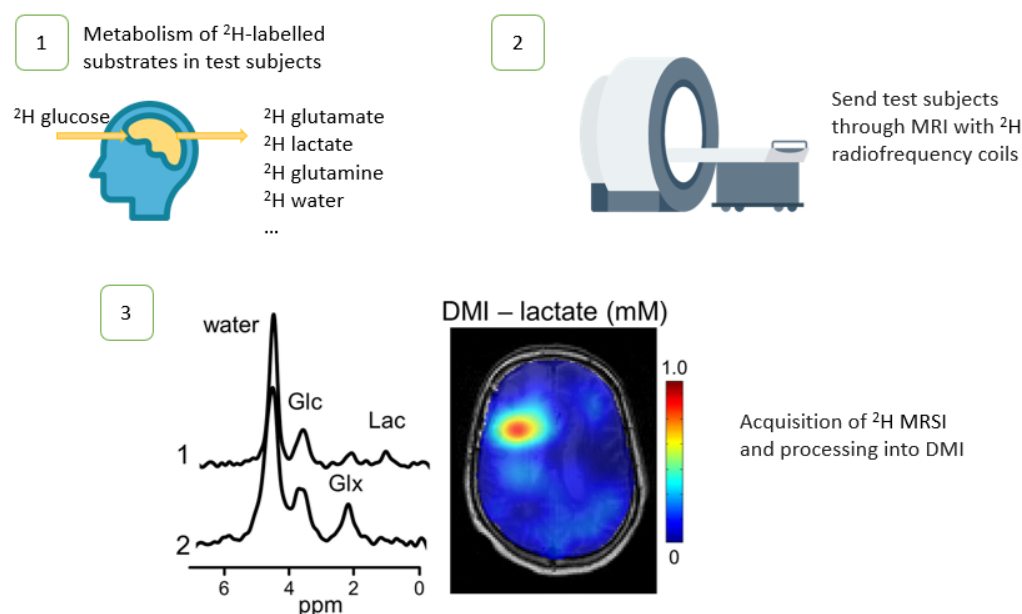 1
Metabolism of ²H-labelled
substrates in test subjects
²H glucose
²H glutamate
²H lactate
²H glutamine
²H water
...
2
Send test subjects
through MRI with ²H
radiofrequency coils
3
water
Glc
Lac
1
Glx
2
6 4 2 0
ppm
DMI – lactate (mM)
1.0
0
Acquisition of ²H MRSI
and processing into DMI